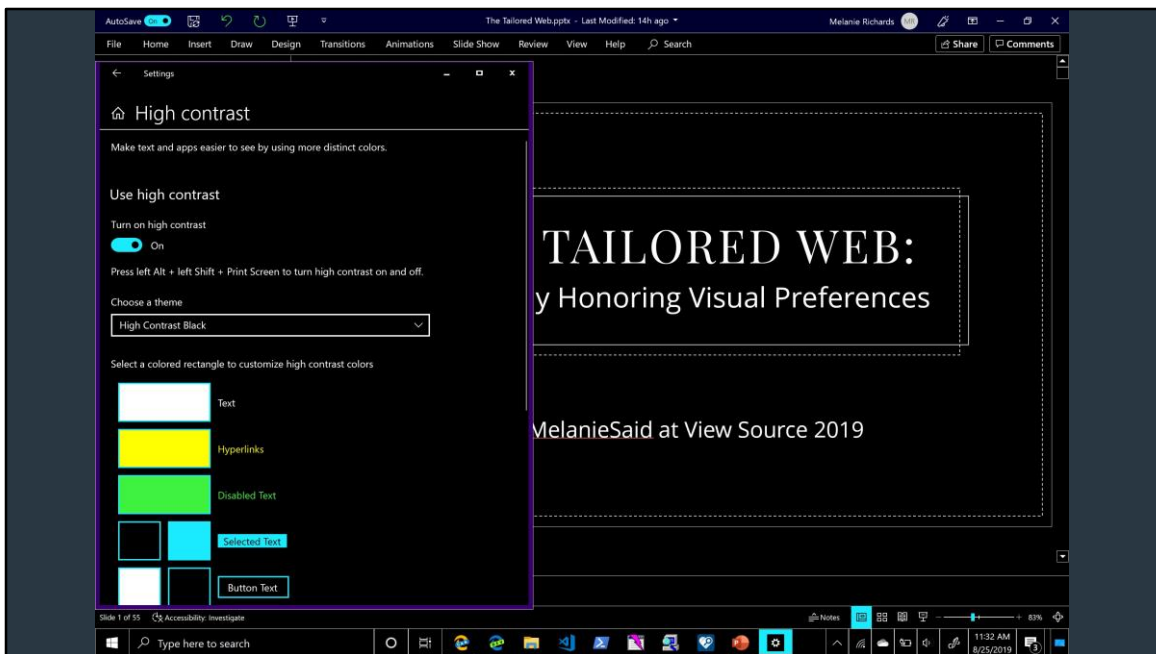 AutoSave On The Tailored Web.pptx - Last Modified: 14h ago Melanie Richards MR
File Home Insert Draw Design Transitions Animations Slide Show Review View Help Search Share Comments
Settings
High contrast
Make text and apps easier to see by using more distinct colors.
Use high contrast
Turn on high contrast
On
Press left Alt + left Shift + Print Screen to turn high contrast on and off.
Choose a theme
High Contrast Black
Select a colored rectangle to customize high contrast colors
Text
Hyperlinks
Disabled Text
Selected Text
Button Text
TAILORED WEB:
y Honoring Visual Preferences
MelanieSaid at View Source 2019
Slide 1 of 55 Accessibility: Investigate Notes 83%
Type here to search 11:32 AM
8/25/2019 3